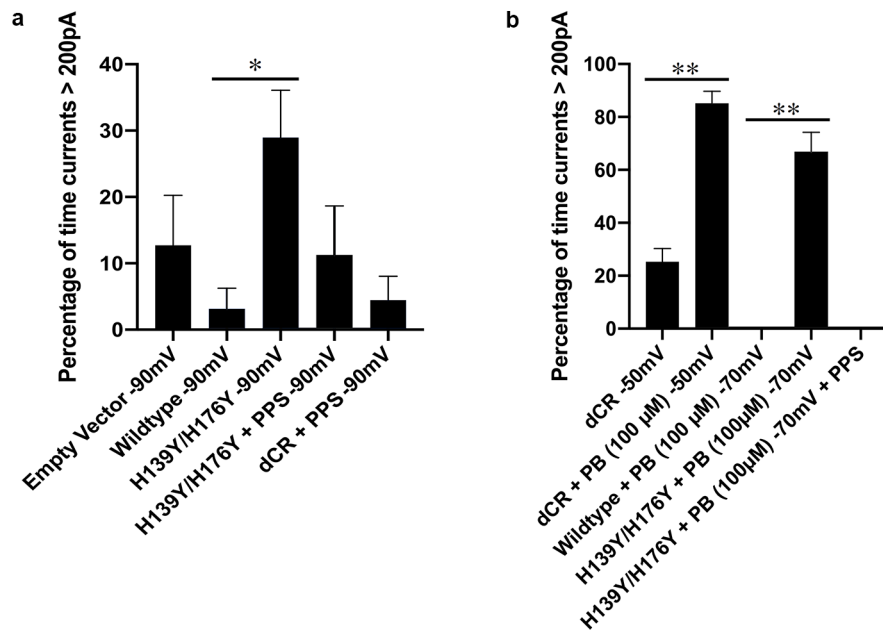 a
Percentage of time currents > 200pA
40
30
20
10
0
*
Empty Vector -90mV
Wildtype -90mV
H139Y/H176Y -90mV
H139Y/H176Y + PPS -90mV
dCR + PPS -90mV
b
Percentage of time currents > 200pA
100
80
60
40
20
0
**
**
dCR -50mV
dCR + PB (100 μM) -50mV
Wildtype + PB (100 μM) -70mV
H139Y/H176Y + PB (100μM) -70mV
H139Y/H176Y + PB (100μM) -70mV + PPS